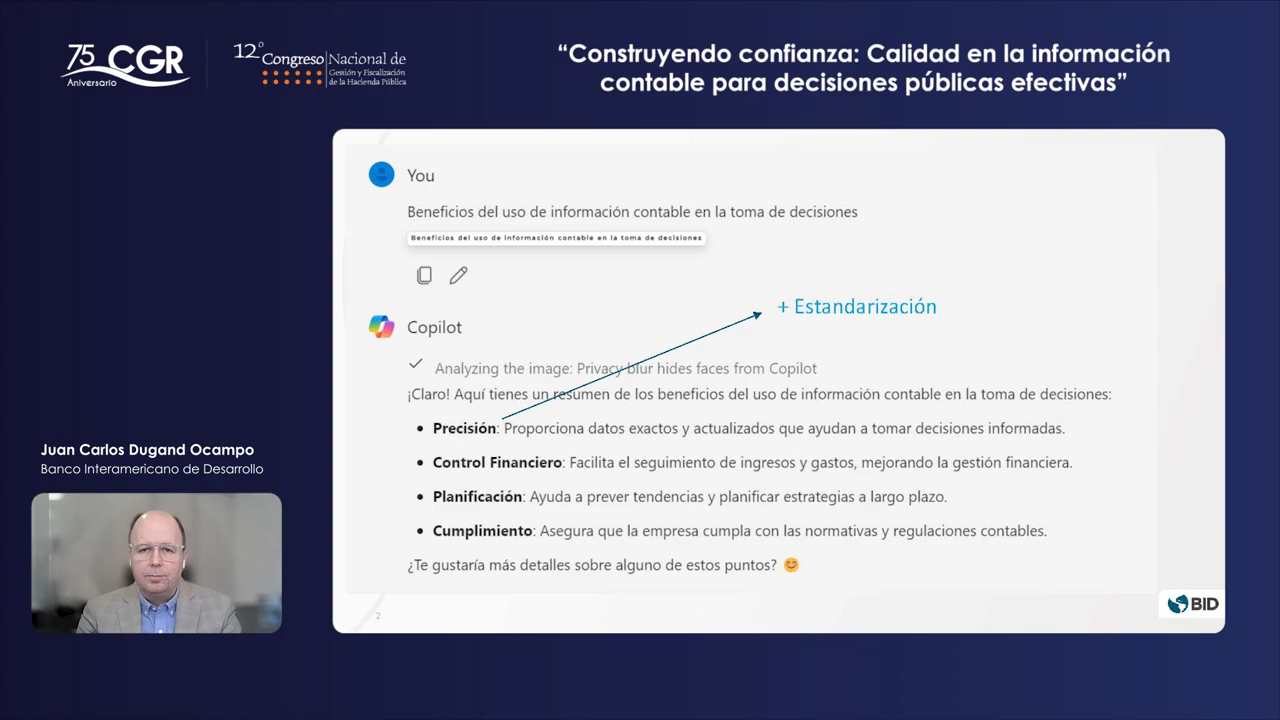 75 CGR
Aniversario
12° Congreso Nacional de
Gestión y Fiscalización
de la Hacienda Pública
“Construyendo confianza: Calidad en la información
contable para decisiones públicas efectivas”
You
Beneficios del uso de información contable en la toma de decisiones
Beneficios del uso de información contable en la toma de decisiones
+ Estandarización
Copilot
Analyzing the image: Privacy blur hides faces from Copilot
¡Claro! Aquí tienes un resumen de los beneficios del uso de información contable en la toma de decisiones:
• Precisión: Proporciona datos exactos y actualizados que ayudan a tomar decisiones informadas.
• Control Financiero: Facilita el seguimiento de ingresos y gastos, mejorando la gestión financiera.
• Planificación: Ayuda a prever tendencias y planificar estrategias a largo plazo.
• Cumplimiento: Asegura que la empresa cumpla con las normativas y regulaciones contables.
¿Te gustaría más detalles sobre alguno de estos puntos? 😊
2
BID
Juan Carlos Dugand Ocampo
Banco Interamericano de Desarrollo